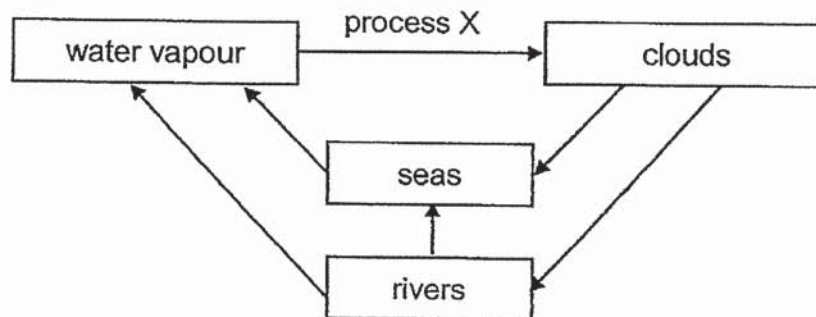 process X
water vapour
clouds
seas
rivers